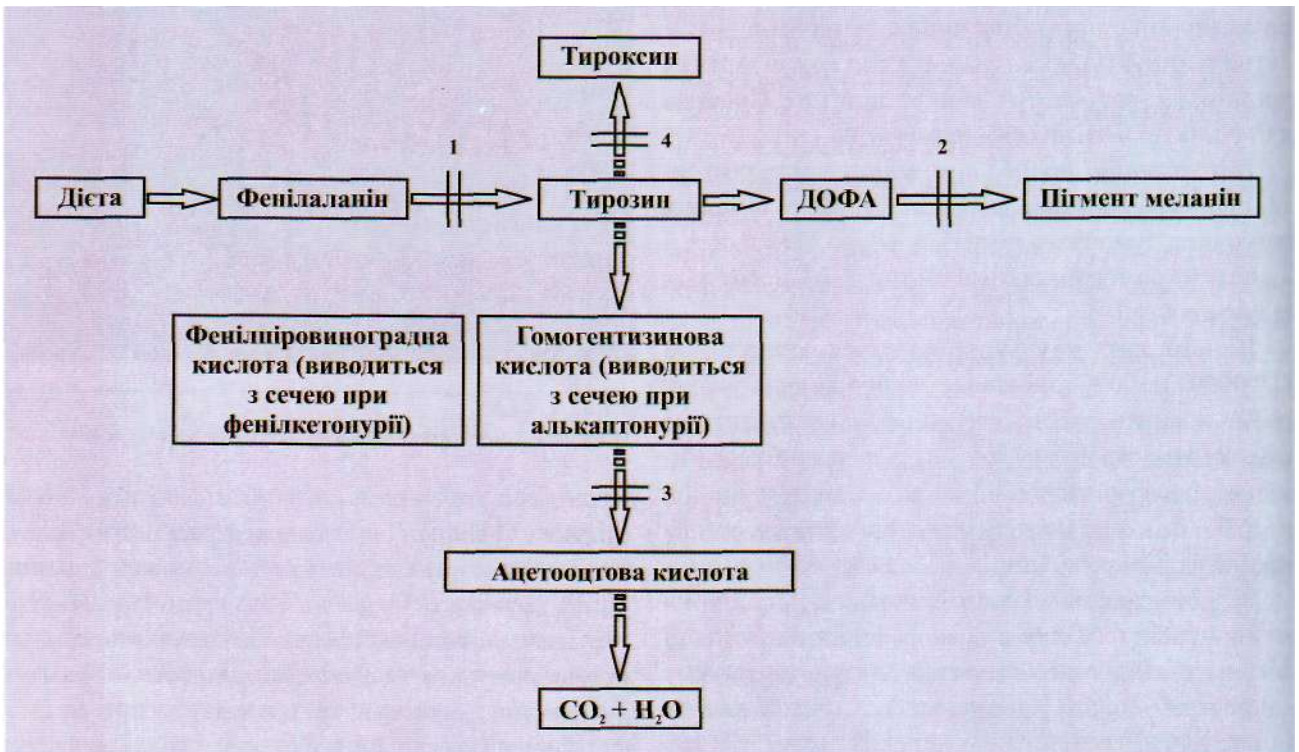 Тироксин
1
4
2
Дієта
Фенілаланін
Тирозин
ДОФА
Пігмент меланін
Фенілпіровиноградна
кислота (виводиться
з сечею при
фенілкетонурії)
Гомогентизинова
кислота (виводиться
з сечею при
алькаптонурії)
3
Ацетооцтова кислота
CO₂ + H₂O